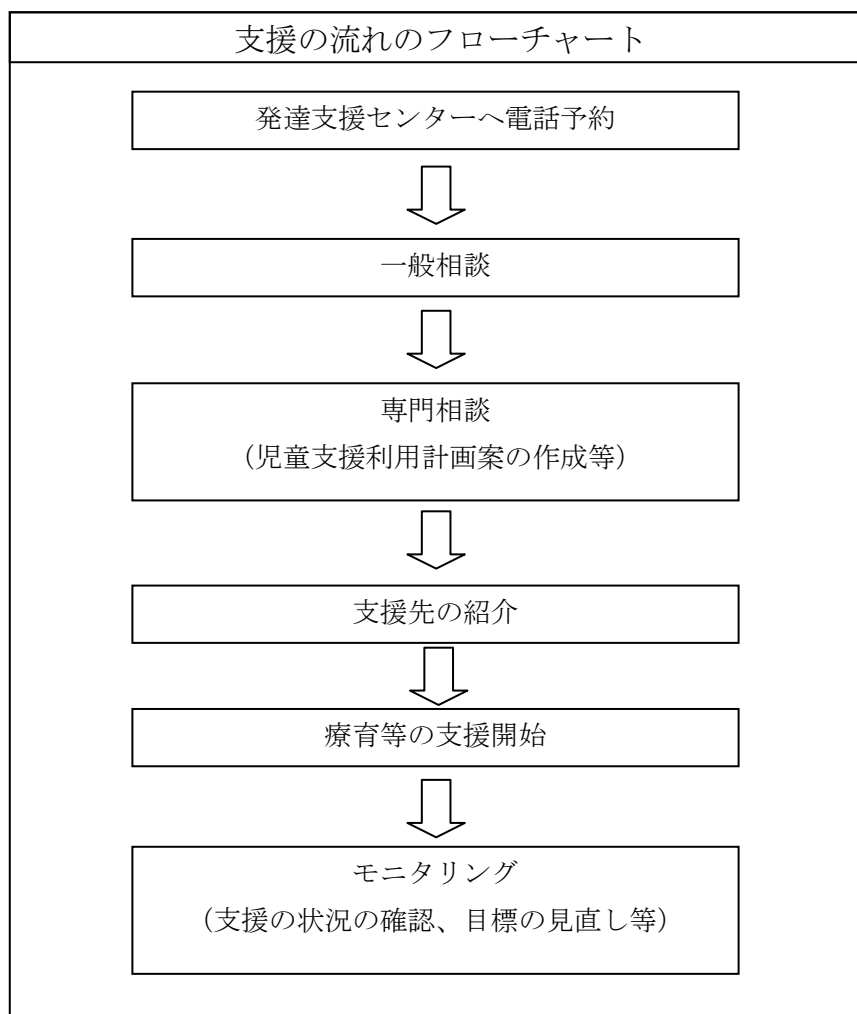 支援の流れのフローチャート
発達支援センターへ電話予約
一般相談
専門相談
（児童支援利用計画案の作成等）
支援先の紹介
療育等の支援開始
モニタリング
（支援の状況の確認、目標の見直し等）